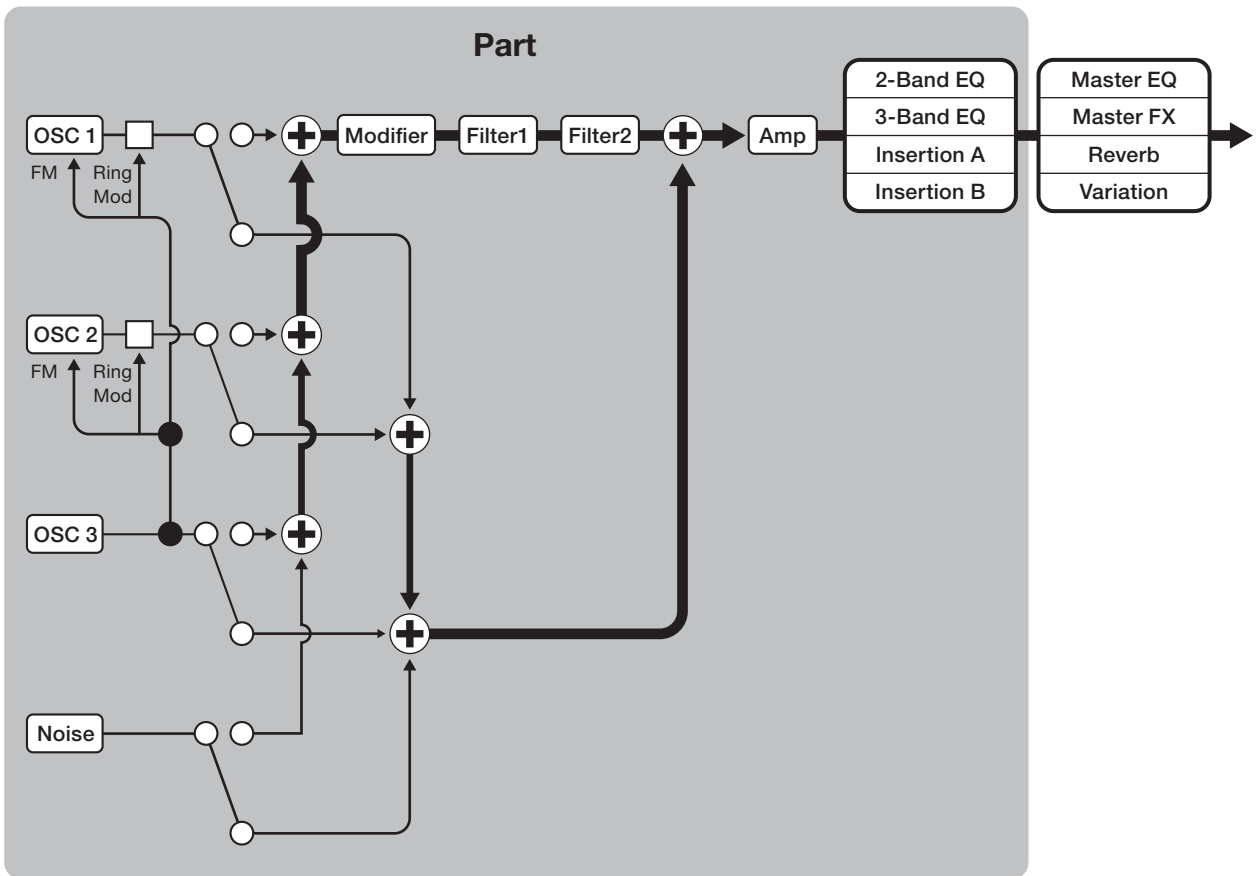 Part
2-Band EQ
3-Band EQ
Insertion A
Insertion B
Master EQ
Master FX
Reverb
Variation
OSC 1
Modifier
Filter1
Filter2
Amp
FM
Ring
Mod
OSC 2
FM
Ring
Mod
OSC 3
Noise